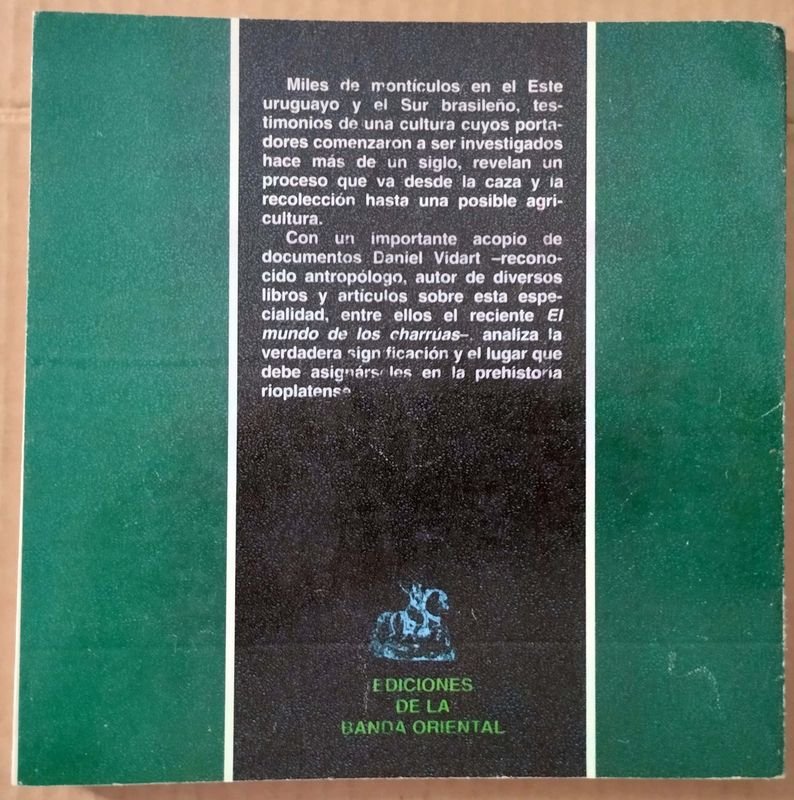 Miles de montículos en el Este
uruguayo y el Sur brasileño, tes-
timonios de una cultura cuyos porta-
dores comenzaron a ser investigados
hace más de un siglo, revelan un
proceso que va desde la caza y la
recolección hasta una posible agri-
cultura.
Con un importante acopio de
documentos Daniel Vidart –recono-
cido antropólogo, autor de diversos
libros y artículos sobre esta espe-
cialidad, entre ellos el reciente El
mundo de los charrúas–, analiza la
verdadera significación y el lugar que
debe asignárseles en la prehistoria
rioplatense
EDICIONES
DE LA
BANDA ORIENTAL